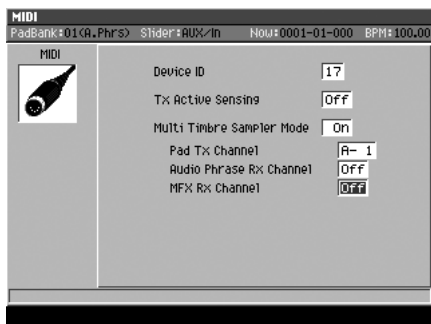 MIDI
PadBank:01(A.Phrs) Slider:AUX/In Now:0001-01-000 BPM:100.00
MIDI
Device ID 17
Tx Active Sensing Off
Multi Timbre Sampler Mode On
Pad Tx Channel A- 1
Audio Phrase Rx Channel Off
MFX Rx Channel Off